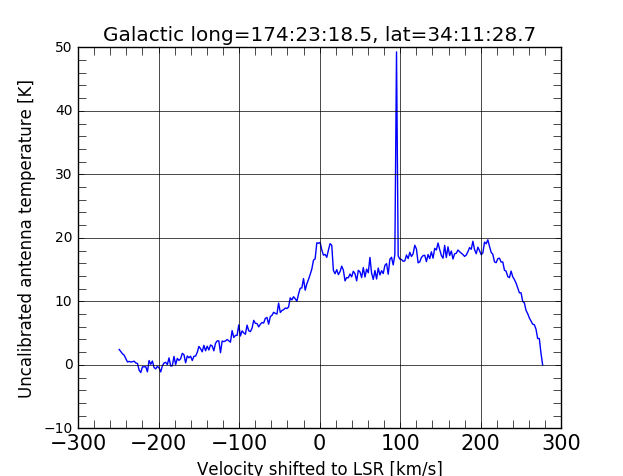 Galactic long=174:23:18.5, lat=34:11:28.7
Uncalibrated antenna temperature [K]
50
40
30
20
10
0
−10
−300 −200 −100 0 100 200 300
Velocity shifted to LSR [km/s]